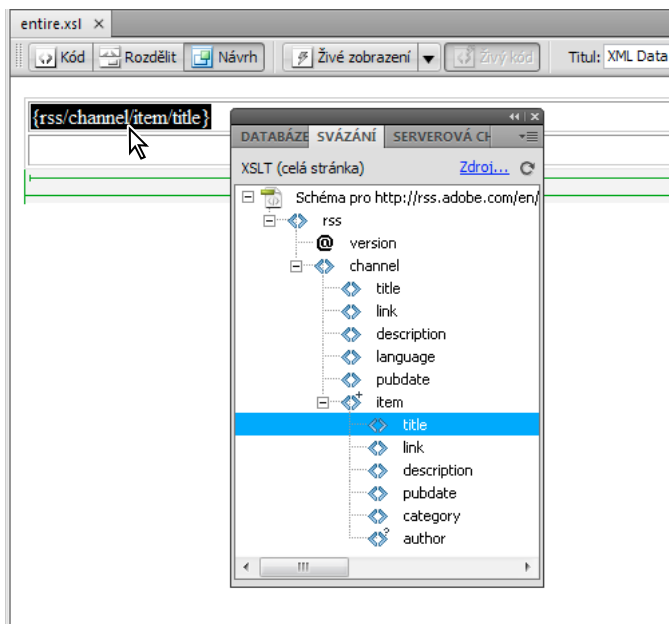 entire.xsl ×
Kód Rozdělit Návrh Živé zobrazení Živý kód Titul: XML Data
{rss/channel/item/title}
DATABÁZE SVÁZÁNÍ SERVEROVÁ CH
XSLT (celá stránka) Zdroj...
Schéma pro http://rss.adobe.com/en/
rss
@ version
channel
title
link
description
language
pubdate
item
title
link
description
pubdate
category
author